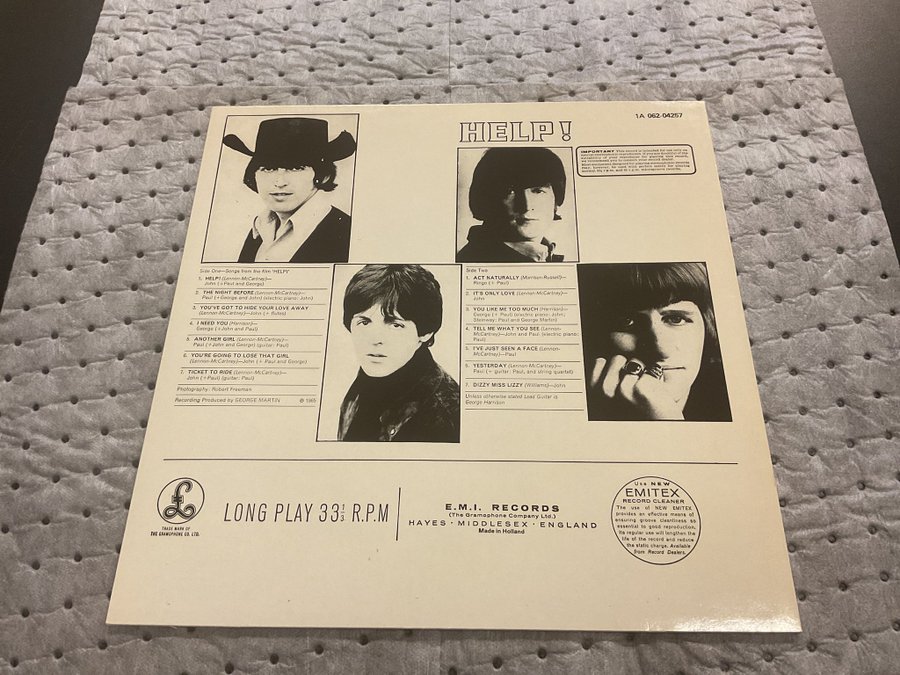 1A 062-04257
HELP!
IMPORTANT This record is intended for use only on
Side One—Songs from the film 'HELP!'
1. HELP! (Lennon-McCartney)—
John (+Paul and George)
2. THE NIGHT BEFORE (Lennon-McCartney)—
Paul (+George and John) (electric piano: John)
3. YOU'VE GOT TO HIDE YOUR LOVE AWAY
(Lennon-McCartney)—John (+ flutes)
4. I NEED YOU (Harrison)—
George (+John and Paul)
5. ANOTHER GIRL (Lennon-McCartney)—
Paul (+John and George) (guitar: Paul)
6. YOU'RE GOING TO LOSE THAT GIRL
(Lennon-McCartney)—John (+ Paul and George)
7. TICKET TO RIDE (Lennon-McCartney)—
John (+Paul) (guitar: Paul)
Photography: Robert Freeman
Recording Produced by GEORGE MARTIN ℗ 1965
Side Two
1. ACT NATURALLY (Morrison-Russell)—
Ringo (+ Paul)
2. IT'S ONLY LOVE (Lennon-McCartney)—
John
3. YOU LIKE ME TOO MUCH (Harrison)—
George (+ Paul) (electric piano: John;
Steinway: Paul and George Martin)
4. TELL ME WHAT YOU SEE (Lennon-
McCartney)—John and Paul (electric piano:
Paul)
5. I'VE JUST SEEN A FACE (Lennon-
McCartney)—Paul
6. YESTERDAY (Lennon-McCartney)—
Paul (+ guitar: Paul, and string quartet)
7. DIZZY MISS LIZZY (Williams)—John
Unless otherwise stated Lead Guitar is
George Harrison
£
TRADE MARK OF
THE GRAMOPHONE CO. LTD.
LONG PLAY 33 1/3 R.P.M
E.M.I. RECORDS
(The Gramophone Company Ltd.)
HAYES · MIDDLESEX · ENGLAND
Made in Holland
Use NEW
EMITEX
RECORD CLEANER
The use of NEW EMITEX
provides an effective means of
ensuring groove cleanliness so
essential to good reproduction.
Its regular use will lengthen the
life of the record and reduce
the static charge. Available
from Record Dealers.